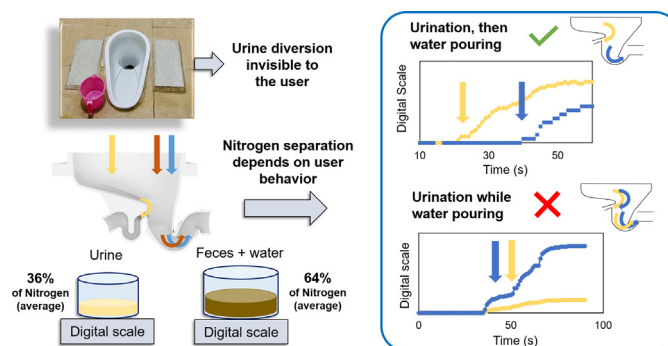 Urine diversion
invisible to
the user
Nitrogen separation
depends on user
behavior
Urine
Feces + water
36%
of Nitrogen
(average)
64%
of Nitrogen
(average)
Digital scale
Digital scale
Urination, then
water pouring
Digital Scale
10
30
50
Time (s)
Urination while
water pouring
Digital scale
0
50
100
Time (s)